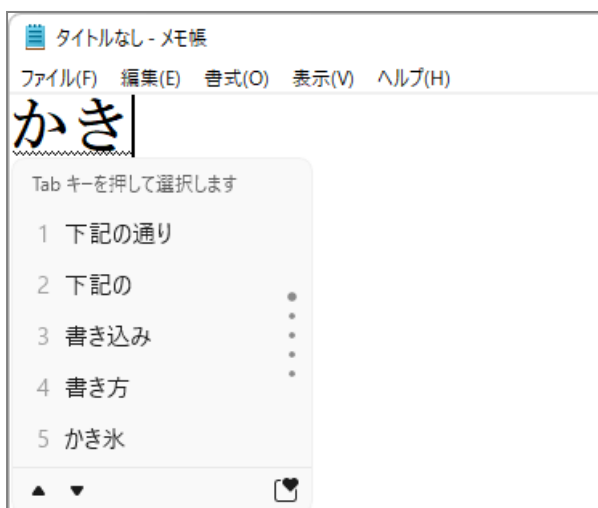 タイトルなし - メモ帳
ファイル(F) 編集(E) 書式(O) 表示(V) ヘルプ(H)
かき
Tab キーを押して選択します
1 下記の通り
2 下記の
3 書き込み
4 書き方
5 かき氷